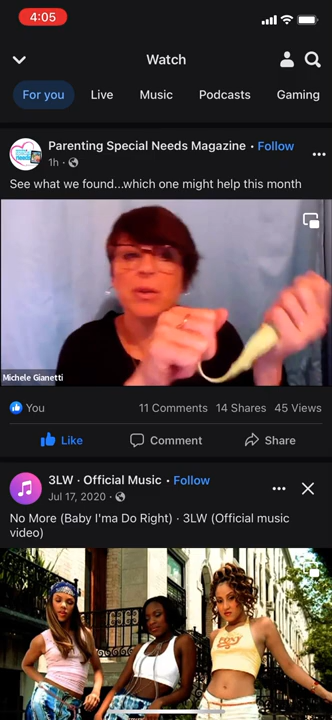 4:05
Watch
For you
Live
Music
Podcasts
Gaming
Parenting Special Needs Magazine · Follow
1h ·
See what we found...which one might help this month
Michele Gianetti
You
11 Comments 14 Shares 45 Views
Like
Comment
Share
3LW · Official Music · Follow
Jul 17, 2020 ·
No More (Baby I'ma Do Right) · 3LW (Official music
video)